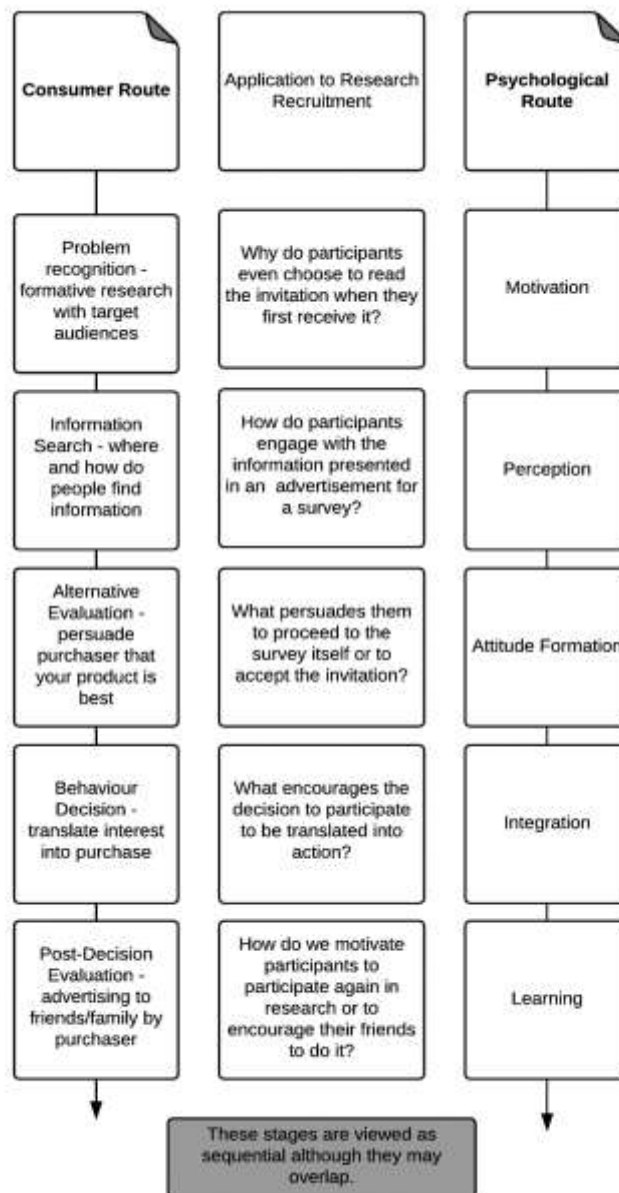 Consumer Route
Application to Research
Recruitment
Psychological
Route
Problem
recognition -
formative research
with target
audiences
Why do participants
even choose to read
the invitation when they
first receive it?
Motivation
Information
Search - where
and how do
people find
information
How do participants
engage with the
information presented
in an advertisement for
a survey?
Perception
Alternative
Evaluation -
persuade
purchaser that
your product is
best
What persuades them
to proceed to the
survey itself or to
accept the invitation?
Attitude Formation
Behaviour
Decision -
translate interest
into purchase
What encourages the
decision to participate
to be translated into
action?
Integration
Post-Decision
Evaluation -
advertising to
friends/family by
purchaser
How do we motivate
participants to
participate again in
research or to
encourage their friends
to do it?
Learning
These stages are viewed as
sequential although they may
overlap.